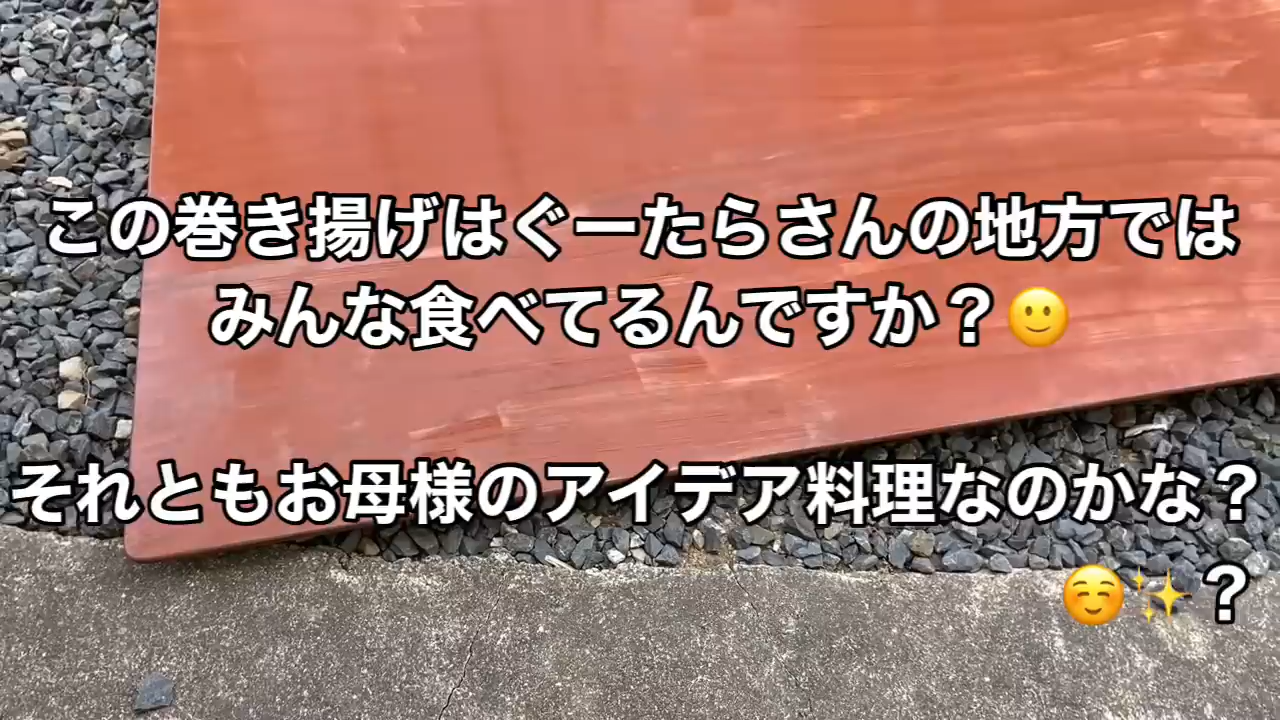 この巻き揚げはぐーたらさんの地方では
みんな食べてるんですか？🙂
それともお母様のアイデア料理なのかな？
☺️✨？